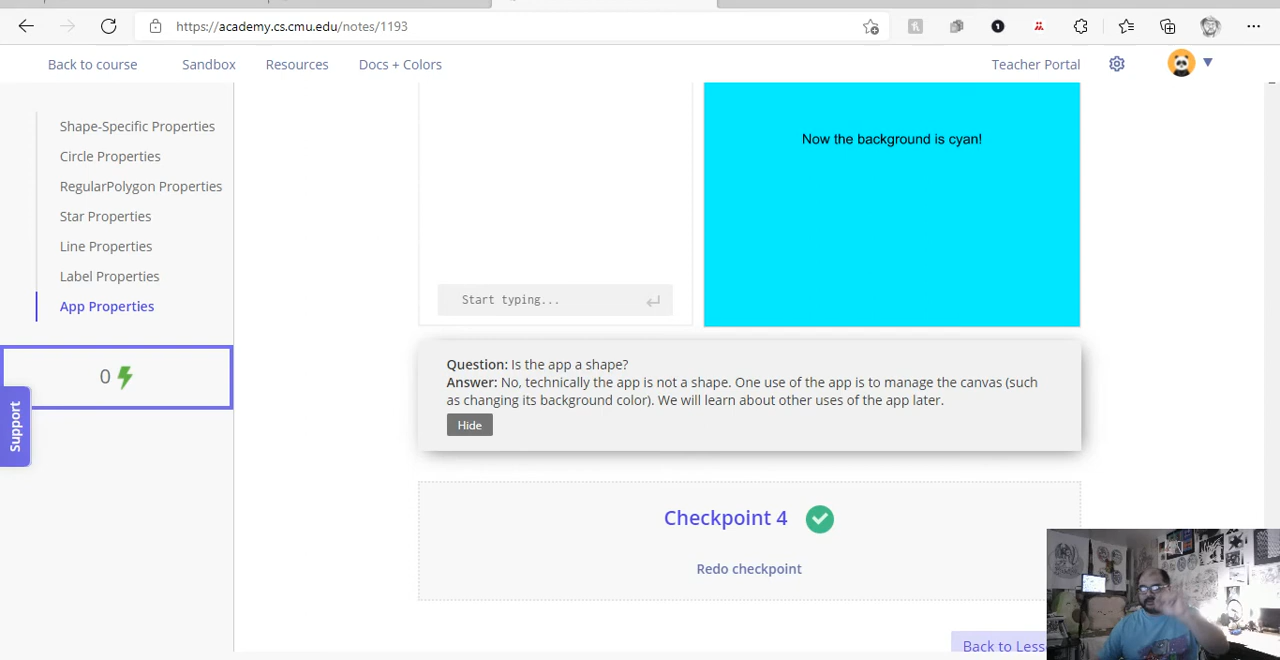 https://academy.cs.cmu.edu/notes/1193
Back to course
Sandbox
Resources
Docs + Colors
Teacher Portal
Shape-Specific Properties
Circle Properties
RegularPolygon Properties
Star Properties
Line Properties
Label Properties
App Properties
0
Support
Now the background is cyan!
Start typing...
Question: Is the app a shape?
Answer: No, technically the app is not a shape. One use of the app is to manage the canvas (such
as changing its background color). We will learn about other uses of the app later.
Hide
Checkpoint 4
Redo checkpoint
Back to Less